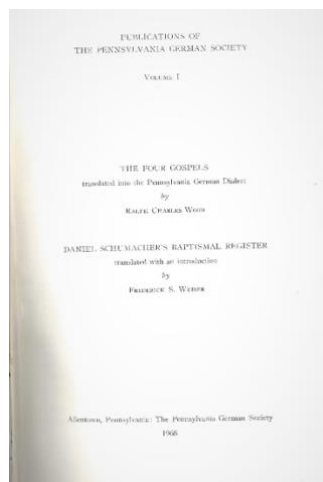 PUBLICATIONS OF
THE PENNSYLVANIA GERMAN SOCIETY
VOLUME I
THE FOUR GOSPELS
translated into the Pennsylvania German Dialect
by
RALPH CHARLES WOOD
DANIEL SCHUMACHER'S BAPTISMAL REGISTER
translated with an introduction
by
FREDERICK S. WEISER
Allentown, Pennsylvania: The Pennsylvania German Society
1968